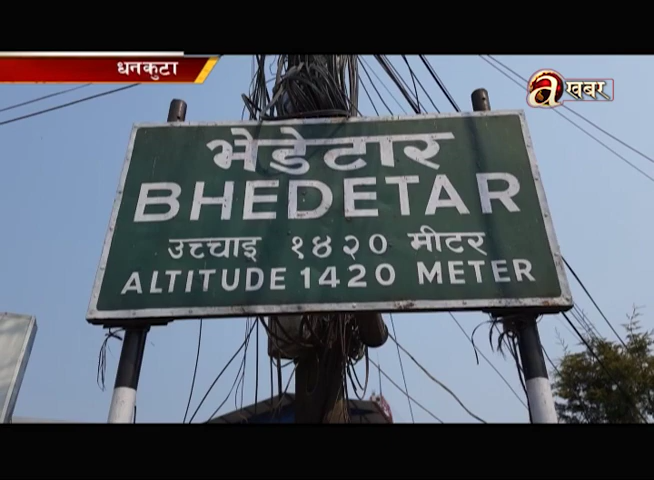 धनकुटा
a खबर
भेडेटार
BHEDETAR
उच्चाइ १४२० मीटर
ALTITUDE 1420 METER